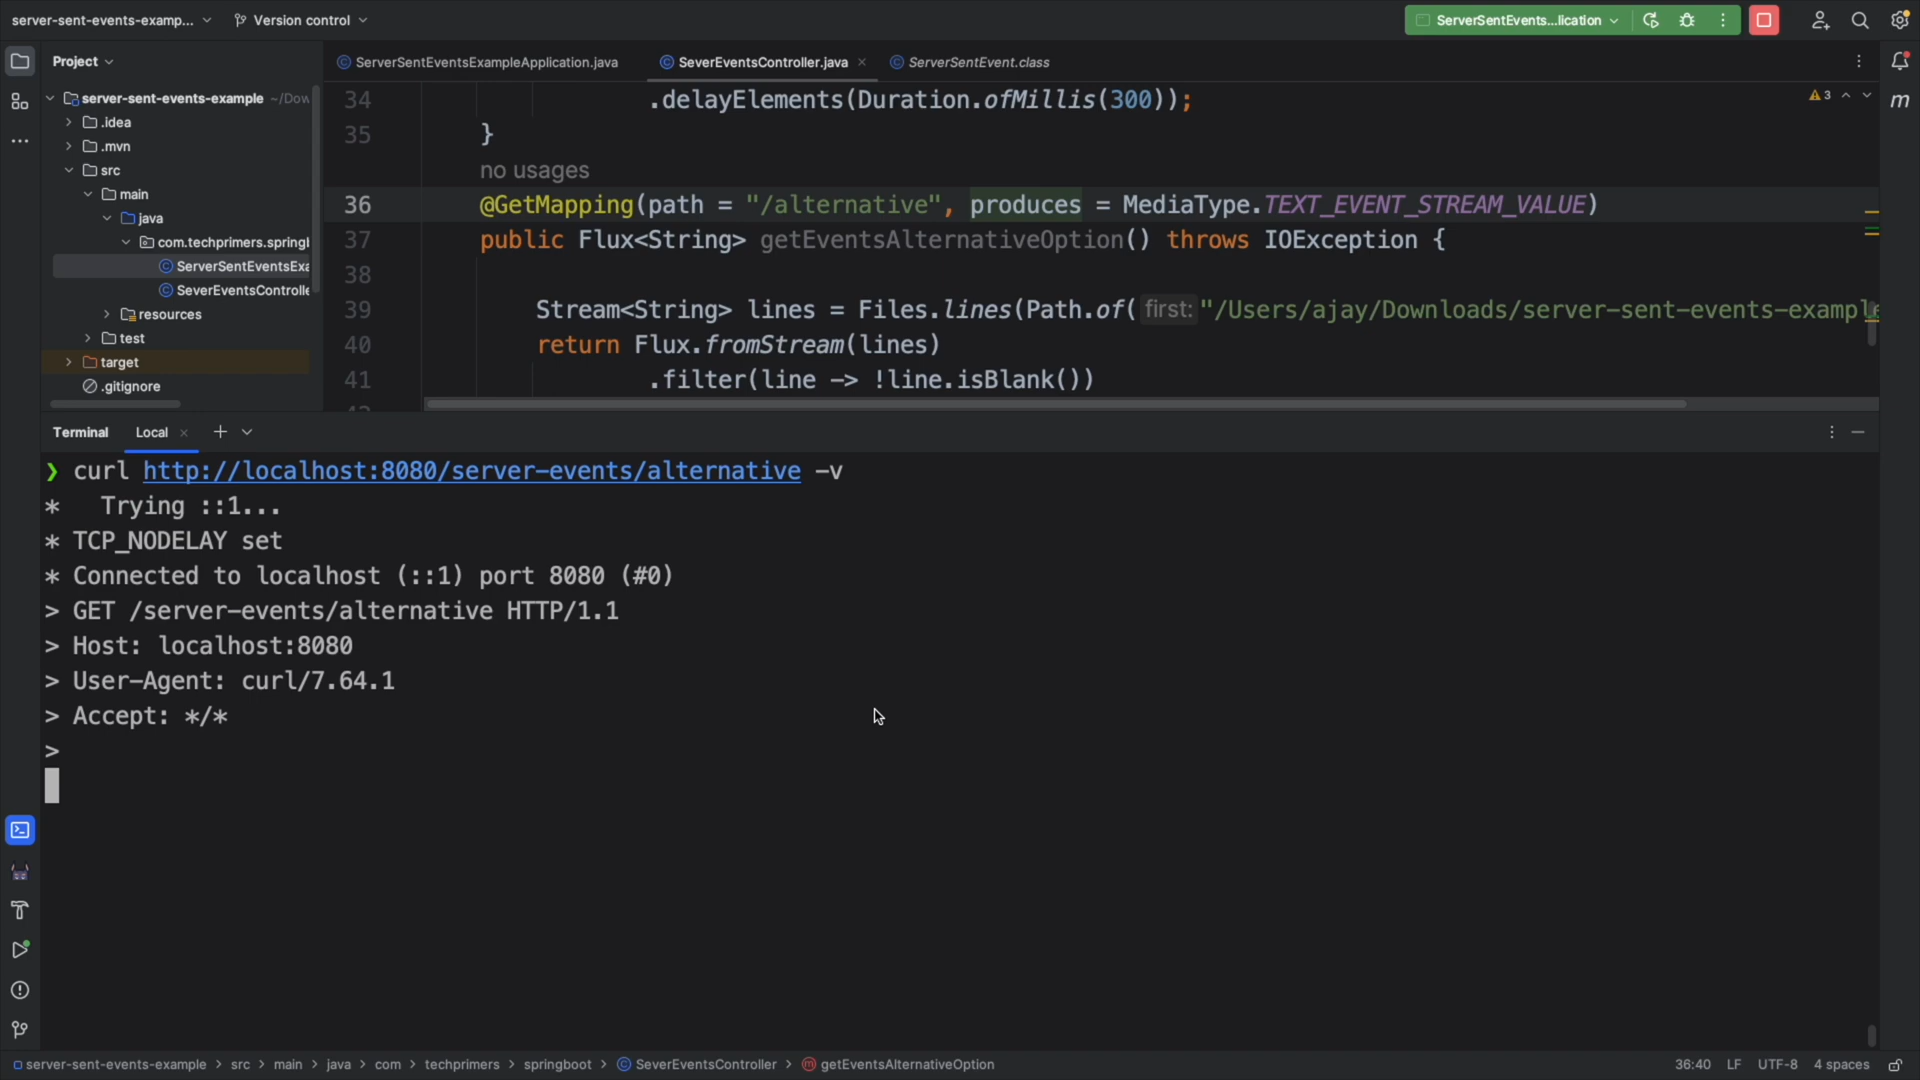 server-sent-events-examp...
Version control
ServerSentEvents...lication
Project
server-sent-events-example ~/Dow
.idea
.mvn
src
main
java
com.techprimers.springl
ServerSentEventsExa
SeverEventsControlle
resources
test
target
.gitignore
ServerSentEventsExampleApplication.java
SeverEventsController.java
ServerSentEvent.class
3
m
34 .delayElements(Duration.ofMillis(300));
35 }
no usages
36 @GetMapping(path = "/alternative", produces = MediaType.TEXT_EVENT_STREAM_VALUE)
37 public Flux<String> getEventsAlternativeOption() throws IOException {
38
39 Stream<String> lines = Files.lines(Path.of( first: "/Users/ajay/Downloads/server-sent-events-example
40 return Flux.fromStream(lines)
41 .filter(line -> !line.isBlank())
Terminal
Local
❯ curl http://localhost:8080/server-events/alternative -v
* Trying ::1...
* TCP_NODELAY set
* Connected to localhost (::1) port 8080 (#0)
> GET /server-events/alternative HTTP/1.1
> Host: localhost:8080
> User-Agent: curl/7.64.1
> Accept: */*
>
server-sent-events-example > src > main > java > com > techprimers > springboot > SeverEventsController > getEventsAlternativeOption
36:40 LF UTF-8 4 spaces